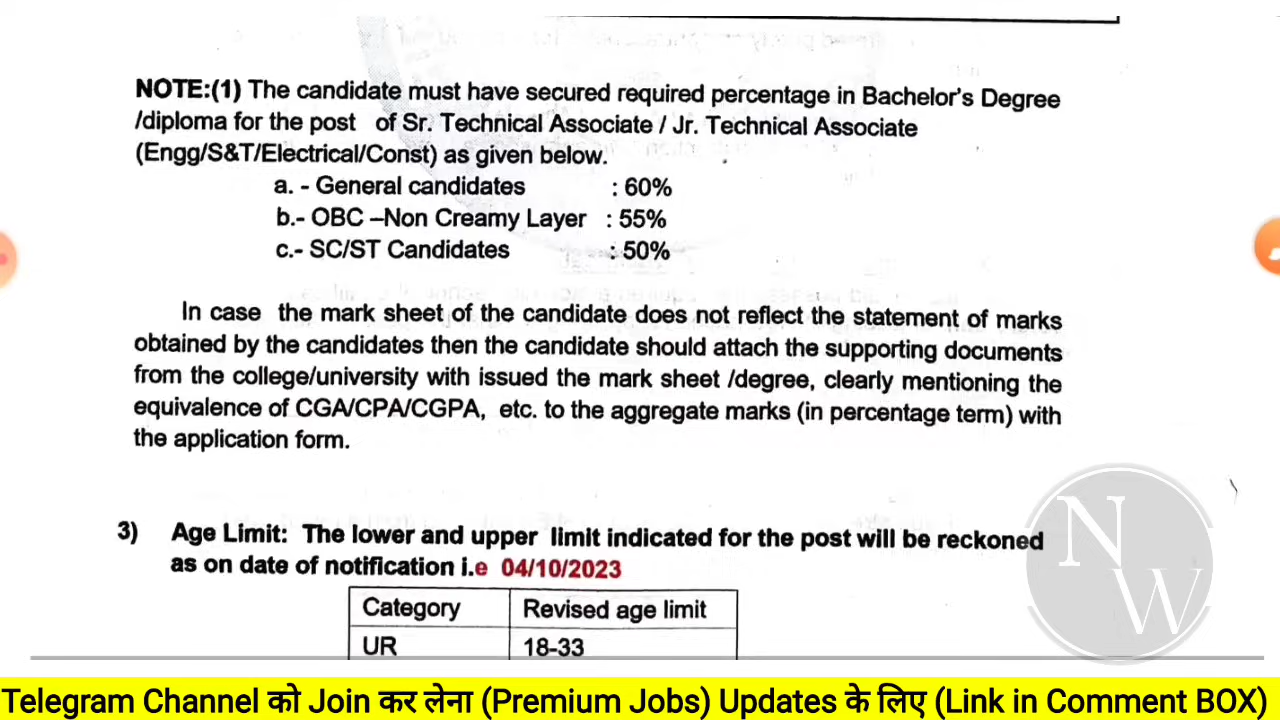 NOTE:(1) The candidate must have secured required percentage in Bachelor's Degree
/diploma for the post of Sr. Technical Associate / Jr. Technical Associate
(Engg/S&T/Electrical/Const) as given below.
a. - General candidates : 60%
b.- OBC –Non Creamy Layer : 55%
c.- SC/ST Candidates : 50%
In case the mark sheet of the candidate does not reflect the statement of marks
obtained by the candidates then the candidate should attach the supporting documents
from the college/university with issued the mark sheet /degree, clearly mentioning the
equivalence of CGA/CPA/CGPA, etc. to the aggregate marks (in percentage term) with
the application form.
3) Age Limit: The lower and upper limit indicated for the post will be reckoned
as on date of notification i.e 04/10/2023
Category Revised age limit
UR 18-33
N
W
Telegram Channel को Join कर लेना (Premium Jobs) Updates के लिए (Link in Comment BOX)